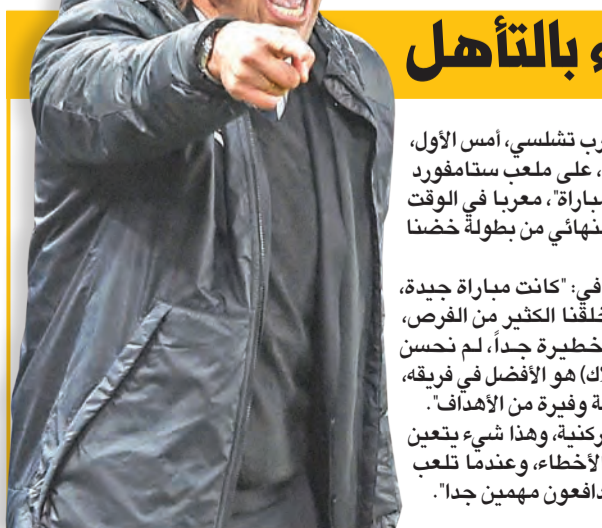 ء بالتأهل
رب تشلسي، أمس الأول،
، على ملعب ستامفورد
مباراة"، معربا في الوقت
نهائي من بطولة خضنا
في: "كانت مباراة جيدة،
خلقنا الكثير من الفرص،
خطيرة جداً، لم نحسن
اك) هو الأفضل في فريقه،
ة وفيرة من الأهداف".
ركنية، وهذا شيء يتعين
لأخطاء، وعندما تلعب
دافعون مهمين جدا".